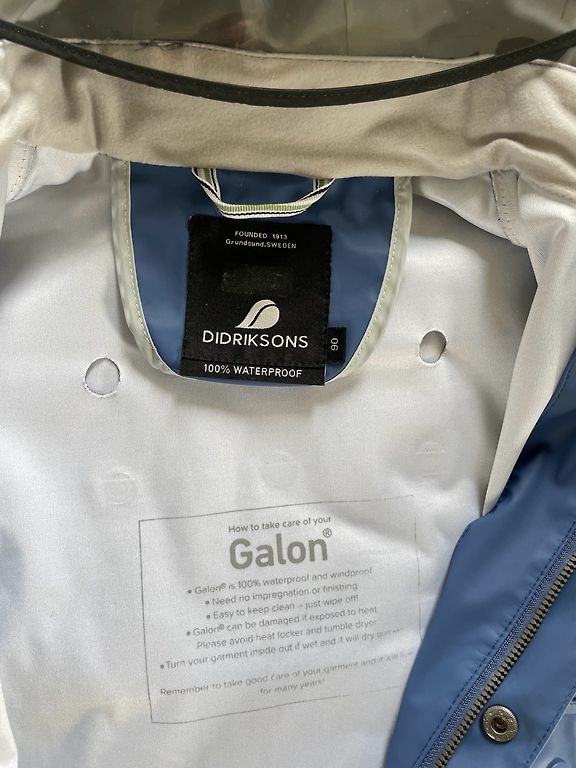 FOUNDED 1913
Grundsund, SWEDEN
DIDRIKSONS
90
100% WATERPROOF
How to take care of your
Galon®
• Galon® is 100% waterproof and windproof
• Need no impregnation or finishing
• Easy to keep clean – just wipe off!
• Galon® can be damaged if exposed to heat
Please avoid heat locker and tumble dryer
• Turn your garment inside out if wet and it will dry
Remember to take good care of your garment and it will
for many years!